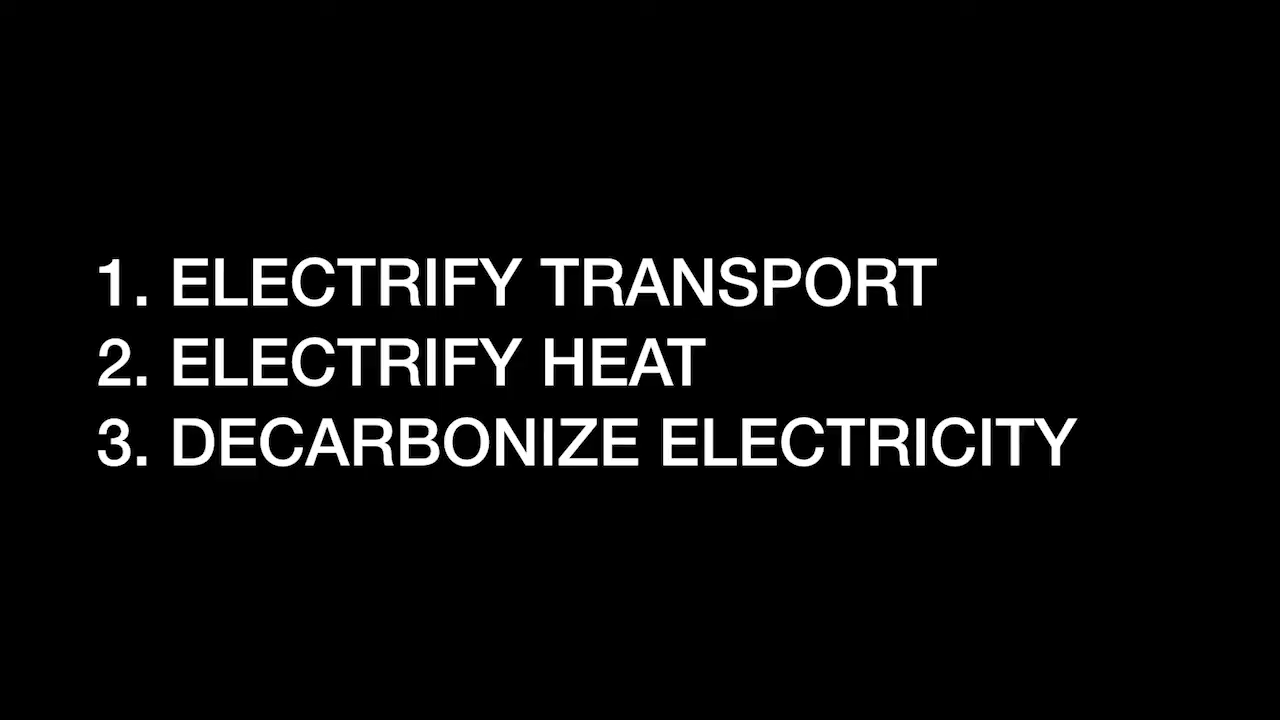 1. ELECTRIFY TRANSPORT
2. ELECTRIFY HEAT
3. DECARBONIZE ELECTRICITY